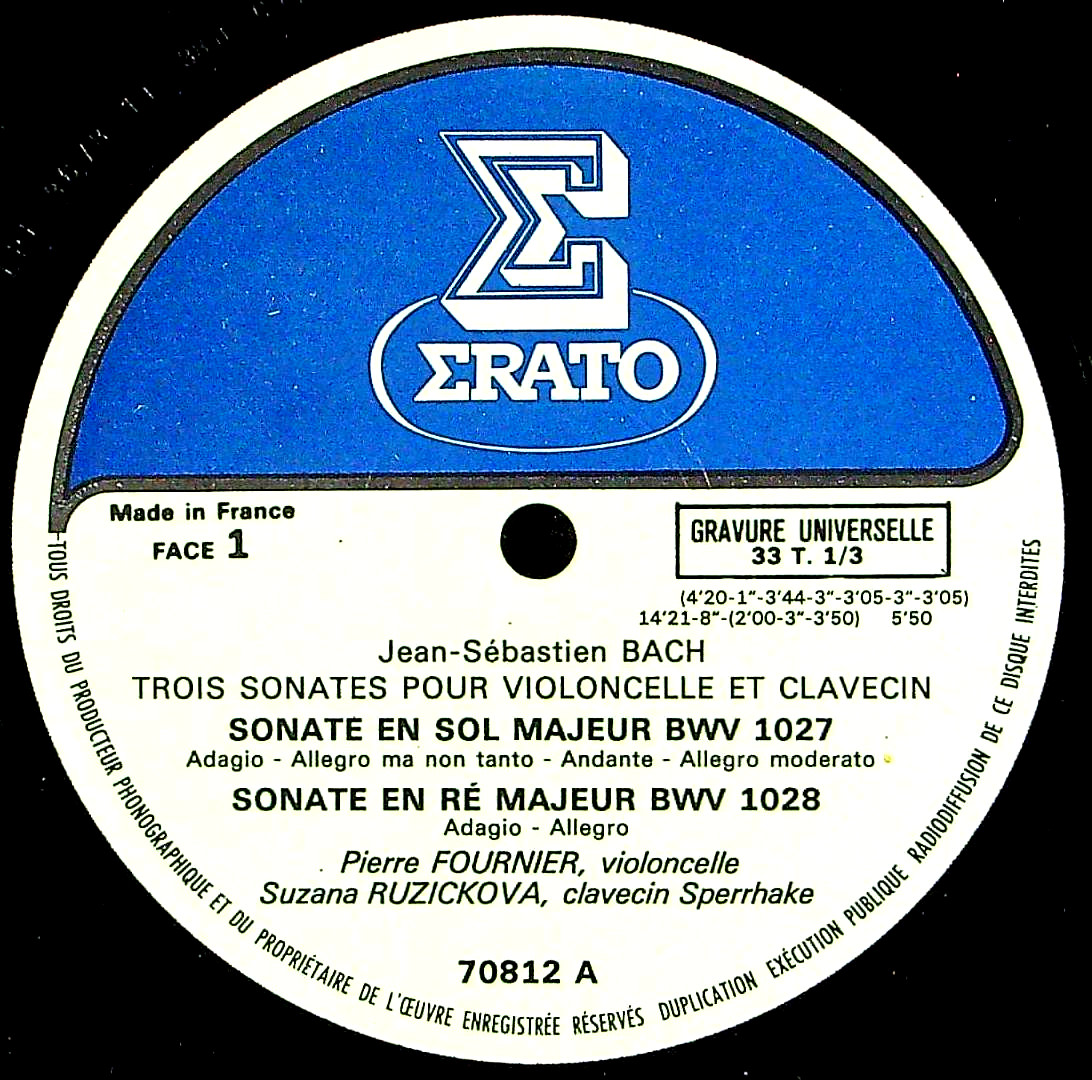 Σ
ΣRATO
Made in France
FACE 1
GRAVURE UNIVERSELLE
33 T. 1/3
(4'20-1"-3'44-3"-3'05-3"-3'05)
14'21-8"-(2'00-3"-3'50) 5'50
Jean-Sébastien BACH
TROIS SONATES POUR VIOLONCELLE ET CLAVECIN
SONATE EN SOL MAJEUR BWV 1027
Adagio - Allegro ma non tanto - Andante - Allegro moderato
SONATE EN RÉ MAJEUR BWV 1028
Adagio - Allegro
Pierre FOURNIER, violoncelle
Suzana RUZICKOVA, clavecin Sperrhake
70812 A
-TOUS DROITS DU PRODUCTEUR PHONOGRAPHIQUE ET DU PROPRIÉTAIRE DE L'ŒUVRE ENREGISTRÉE RÉSERVÉS DUPLICATION EXÉCUTION PUBLIQUE RADIODIFFUSION DE CE DISQUE INTERDITES